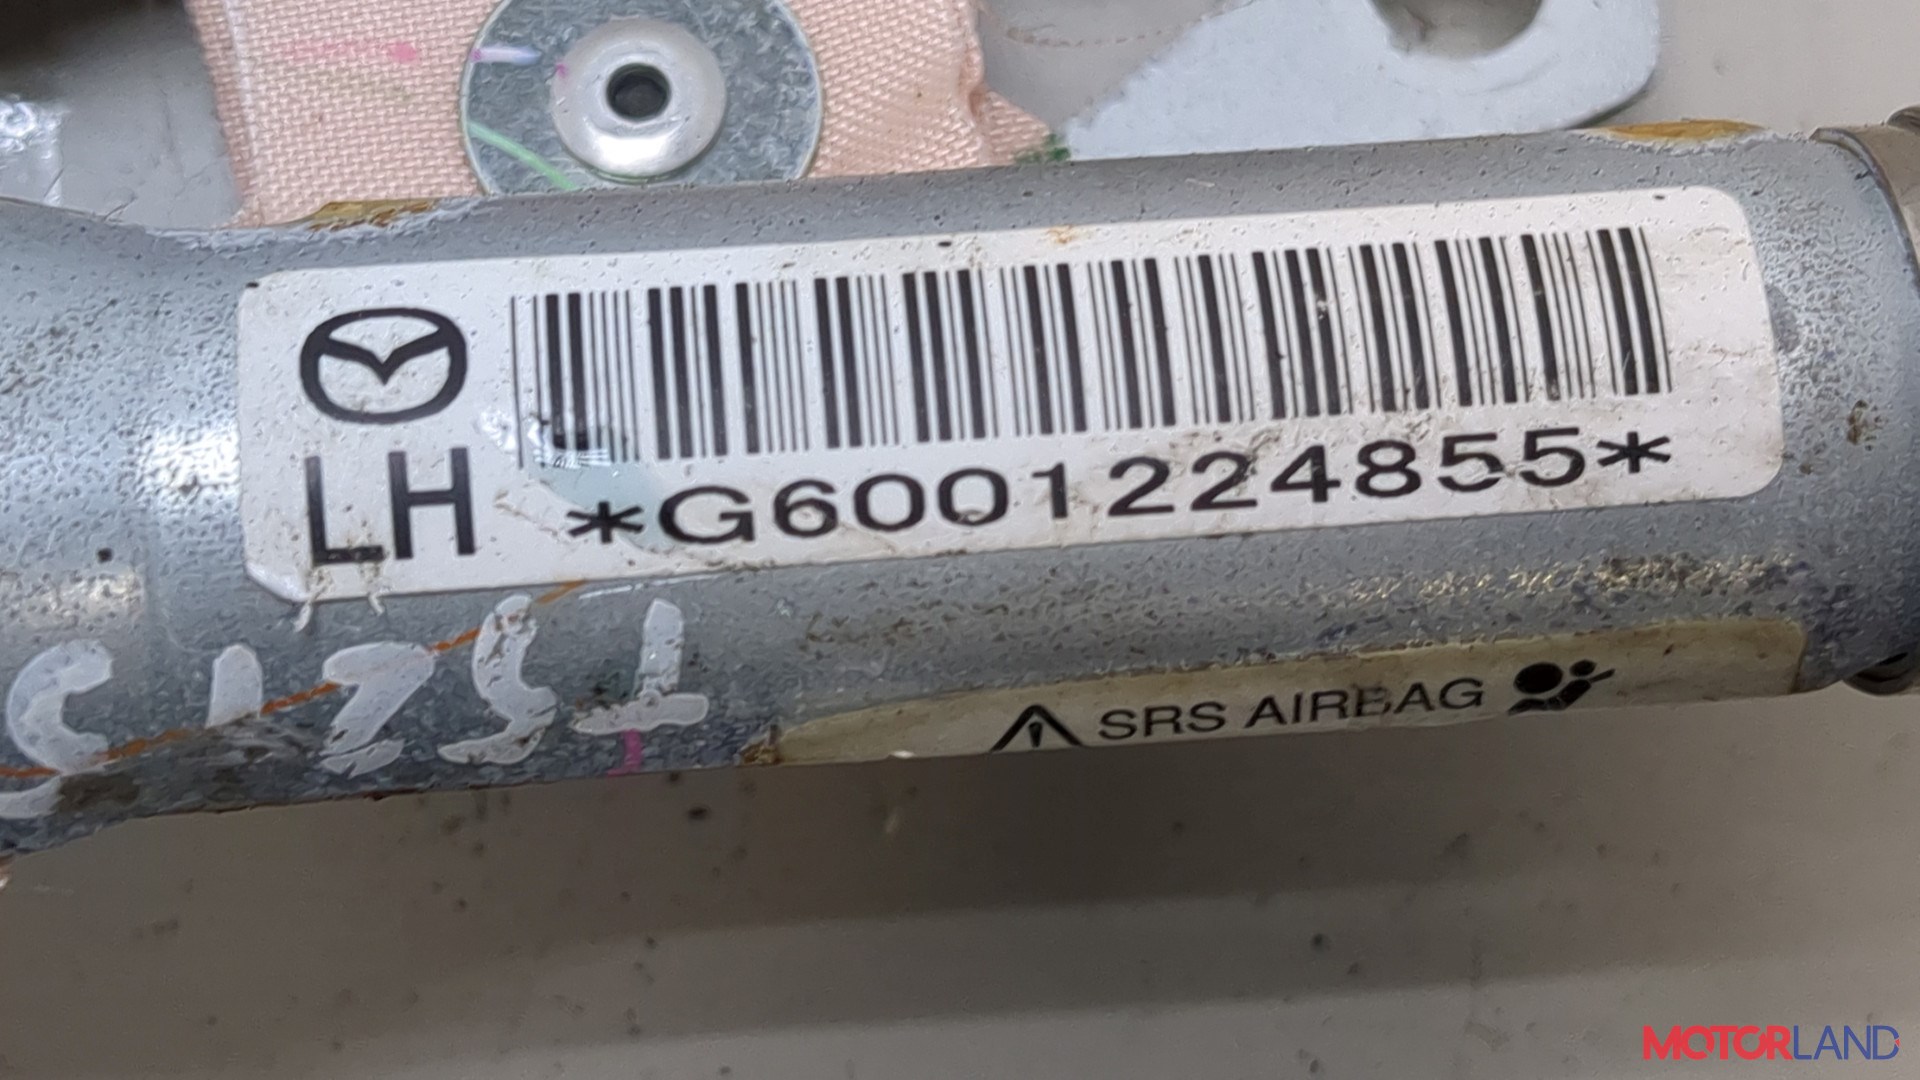 LH
*G6001224855*
SRS AIRBAG
MOTORLAND